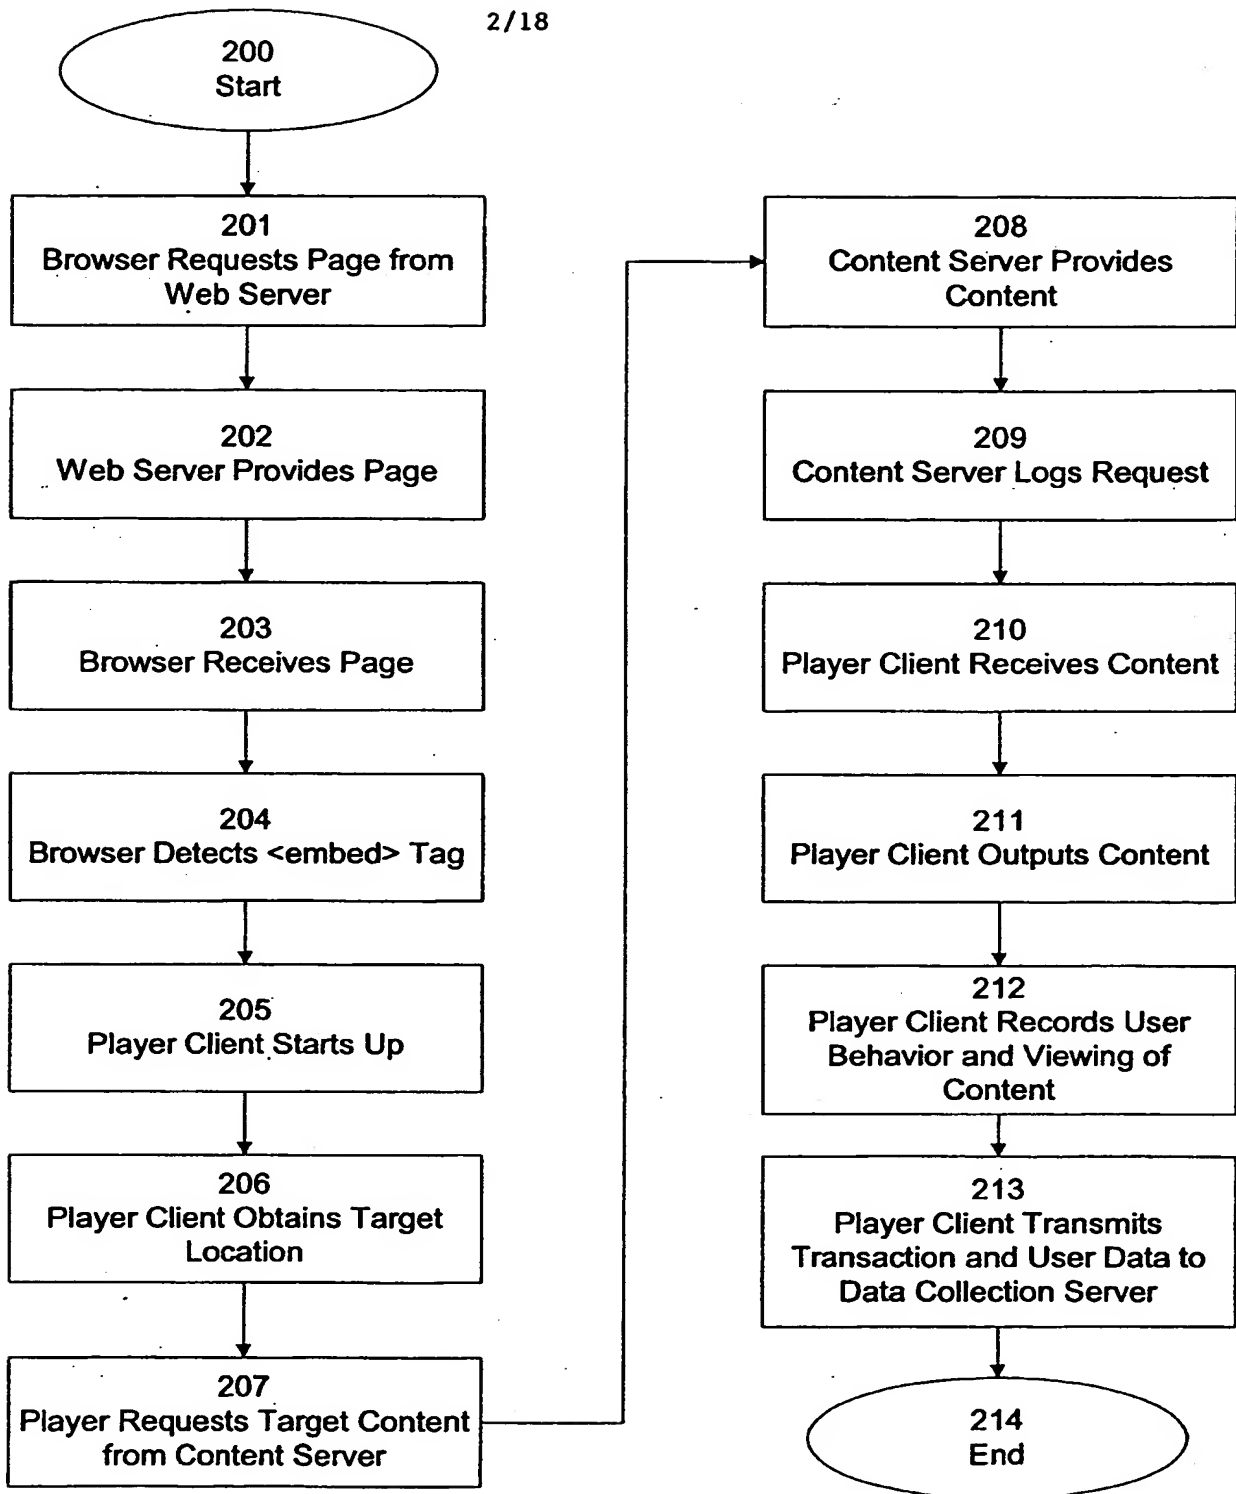 2/18
200
Start
201
Browser Requests Page from
Web Server
202
Web Server Provides Page
203
Browser Receives Page
204
Browser Detects <embed> Tag
205
Player Client Starts Up
206
Player Client Obtains Target
Location
207
Player Requests Target Content
from Content Server
208
Content Server Provides
Content
209
Content Server Logs Request
210
Player Client Receives Content
211
Player Client Outputs Content
212
Player Client Records User
Behavior and Viewing of
Content
213
Player Client Transmits
Transaction and User Data to
Data Collection Server
214
End